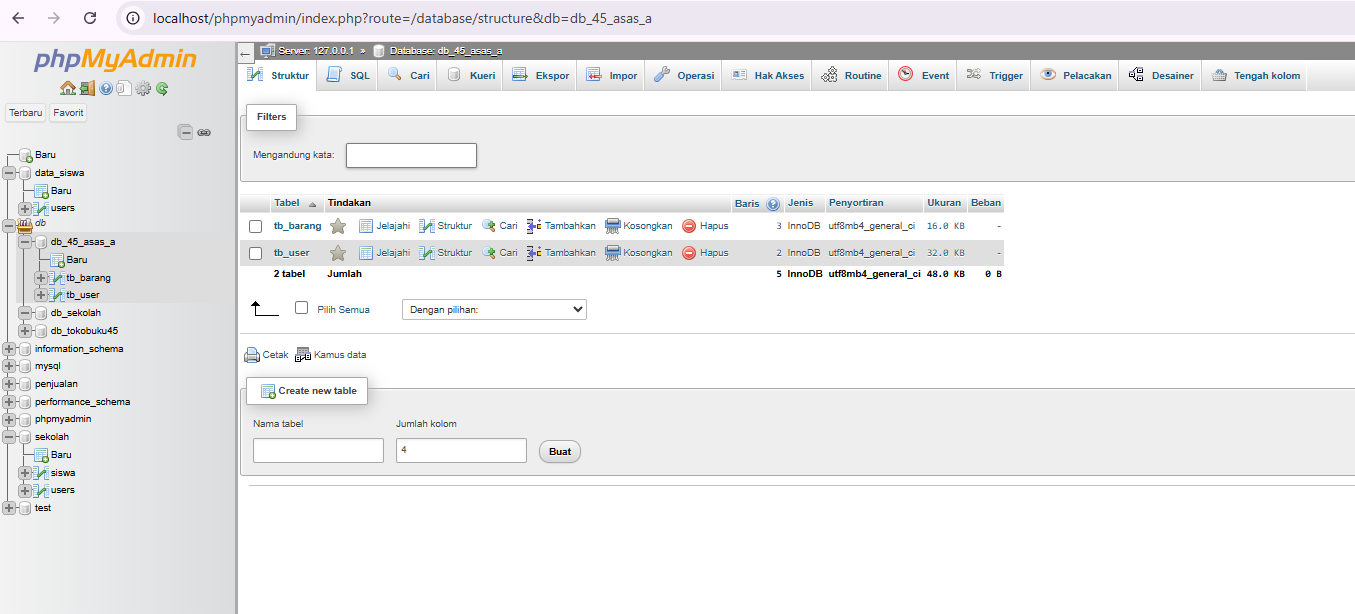 localhost/phpmyadmin/index.php?route=/database/structure&db=db_45_asas_a
phpMyAdmin
Terbaru Favorit
Baru
data_siswa
Baru
users
db
db_45_asas_a
Baru
tb_barang
tb_user
db_sekolah
db_tokobuku45
information_schema
mysql
penjualan
performance_schema
phpmyadmin
sekolah
Baru
siswa
users
test
Server: 127.0.0.1 » Database: db_45_asas_a
Struktur SQL Cari Kueri Ekspor Impor Operasi Hak Akses Routine Event Trigger Pelacakan Desainer Tengah kolom
Filters
Mengandung kata:
Tabel Tindakan Baris Jenis Penyortiran Ukuran Beban
tb_barang Jelajahi Struktur Cari Tambahkan Kosongkan Hapus 3 InnoDB utf8mb4_general_ci 16.0 KB -
tb_user Jelajahi Struktur Cari Tambahkan Kosongkan Hapus 2 InnoDB utf8mb4_general_ci 32.0 KB -
2 tabel Jumlah 5 InnoDB utf8mb4_general_ci 48.0 KB 0 B
Pilih Semua Dengan pilihan:
Cetak Kamus data
Create new table
Nama tabel Jumlah kolom
4 Buat